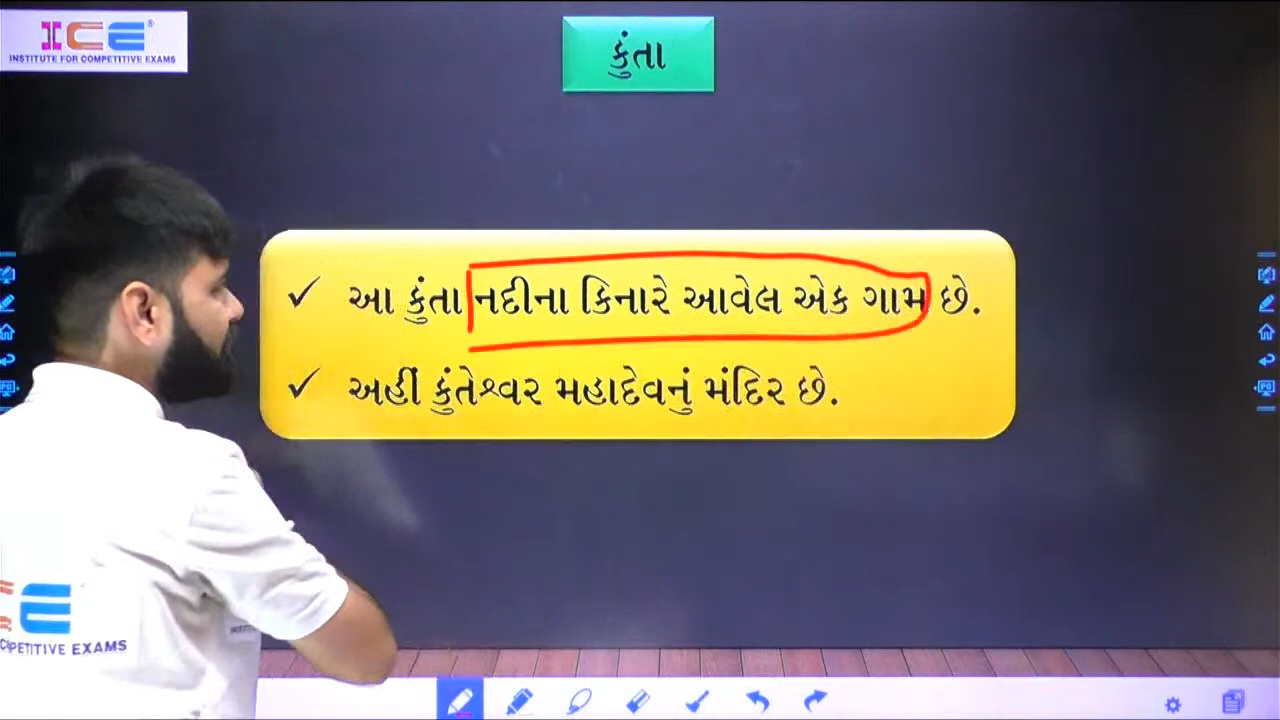 ICE®
INSTITUTE FOR COMPETITIVE EXAMS
કુંતા
✓ આ કુંતા નદીના કિનારે આવેલ એક ગામ છે.
✓ અહીં કુંતેશ્વર મહાદેવનું મંદિર છે.
CE
COMPETITIVE EXAMS